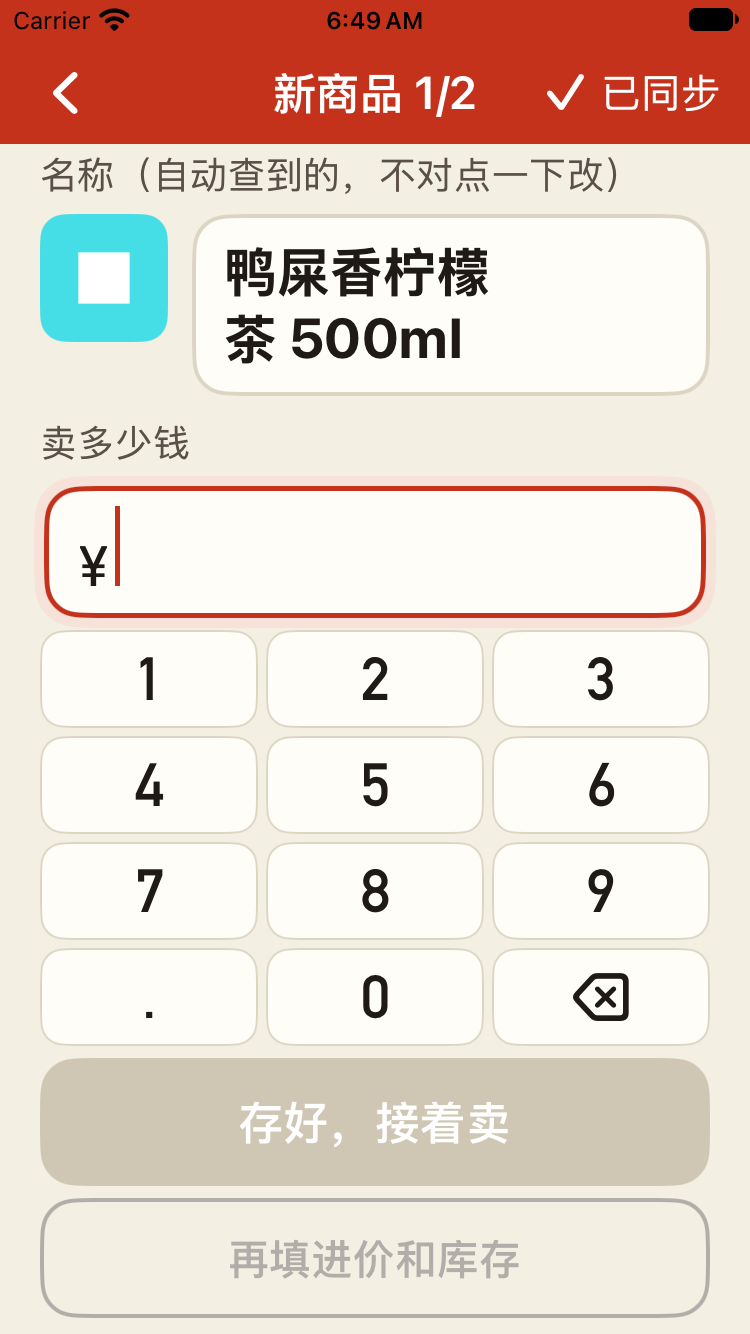 Carrier 6:49 AM
新商品 1/2 已同步
名称（自动查到的，不对点一下改）
鸭屎香柠檬
茶 500ml
卖多少钱
¥
1 2 3
4 5 6
7 8 9
. 0
存好，接着卖
再填进价和库存